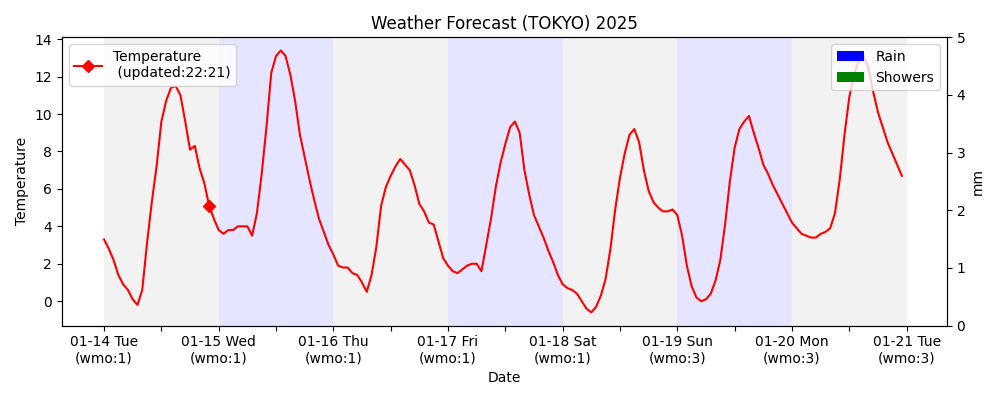 Weather Forecast (TOKYO) 2025
Temperature
(updated:22:21)
Rain
Showers
14
12
10
8
6
4
2
0
Temperature
5
4
3
2
1
0
mm
01-14 Tue
(wmo:1)
01-15 Wed
(wmo:1)
01-16 Thu
(wmo:1)
01-17 Fri
(wmo:1)
01-18 Sat
(wmo:1)
01-19 Sun
(wmo:3)
01-20 Mon
(wmo:3)
01-21 Tue
(wmo:3)
Date